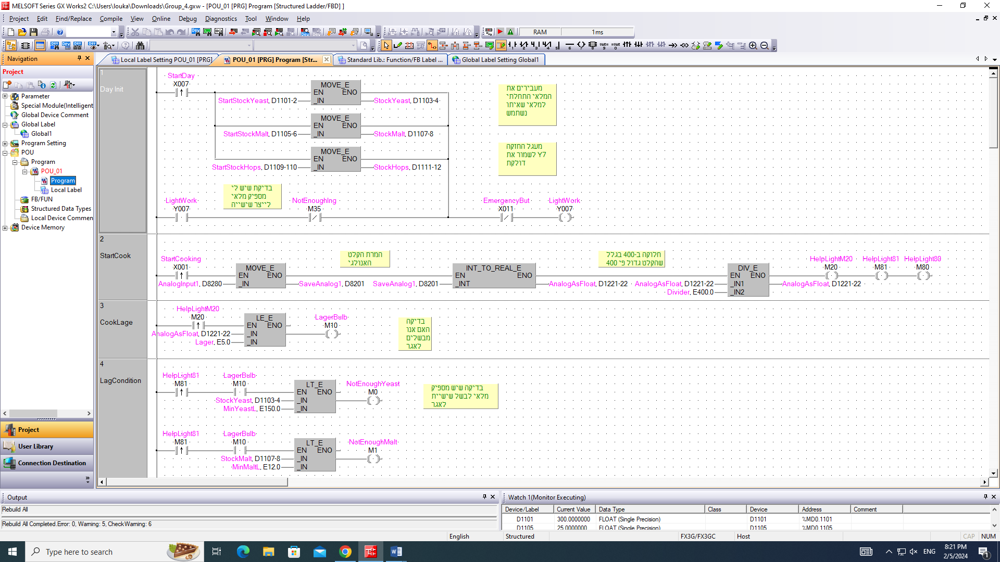 MELSOFT Series GX Works2 C:\Users\louka\Downloads\Group_4.gxw - [POU_01 [PRG] Program [Structured Ladder/FBD] ]
Project Edit Find/Replace Compile View Online Debug Diagnostics Tool Window Help
RAM 1ms
Navigation
Project
Parameter
Special Module(Intelligent
Global Device Comment
Global Label
Global1
Program Setting
POU
Program
POU_01
Program
Local Label
FB/FUN
Structured Data Types
Local Device Commen
Device Memory
Project
User Library
Connection Destination
Local Label Setting POU_01 [PRG]
POU_01 [PRG] Program [Str...
Standard Lib.: Function/FB Label ...
Global Label Setting Global1
1
Day Init
StartDay
X007
MOVE_E
EN ENO
StartStockYeast, D1101-2 _IN StockYeast, D1103-4
MOVE_E
EN ENO
StartStockMalt, D1105-6 _IN StockMalt, D1107-8
MOVE_E
EN ENO
StartStockHops, D1109-110 _IN StockHops, D1111-12
מעבירים את
המלאי התחלתי
למלאי שאיתו
נשתמש
מעגל החזקה
לשמור את Y7
דולקת
בדיקת שיש לי
מספיק מלאי
לייצר שישייה
LightWork NotEnoughIng EmergencyBut LightWork
Y007 M35 X011 Y007
2
StartCook
StartCooking
X001
MOVE_E
EN ENO
AnalogInput1, D8280 _IN SaveAnalog1, D8201
המרת הקלט
האנולגי
INT_TO_REAL_E
EN ENO
SaveAnalog1, D8201 _INT AnalogAsFloat, D1221-22
חלוקה ב-400 בגלל
שהקלט גדול פי 400
DIV_E
EN ENO
AnalogAsFloat, D1221-22 _IN1 AnalogAsFloat, D1221-22
Divider, E400.0 _IN2
HelpLightM20 HelpLight81 HelpLight80
M20 M81 M80
3
CookLage
HelpLightM20
M20
LE_E
EN ENO
AnalogAsFloat, D1221-22 _IN
Lager, E5.0 _IN
LagerBulb
M10
בדיקה
האם אנו
מבשלים
לאגר
4
LagCondition
HelpLight81 LagerBulb
M81 M10
LT_E
EN ENO
StockYeast, D1103-4 _IN
MinYeastL, E150.0 _IN
NotEnoughYeast
M0
בדיקה שיש מספיק
מלאי לבשל שישיית
לאגר
HelpLight81 LagerBulb
M81 M10
LT_E
EN ENO
StockMalt, D1107-8 _IN
MinMaltL, E12.0 _IN
NotEnoughMalt
M1
Output
Rebuild All
Rebuild All Completed.Error: 0, Warning: 5, CheckWarning: 6
Watch 1(Monitor Executing)
Device/Label Current Value Data Type Class Device Address Comment
D1101 300.0000000 FLOAT (Single Precision) D1101 %MD0.1101
D1105 25.0000000 FLOAT (Single Precision) D1105 %MD0.1105
English Structured FX3G/FX3GC Host CAP NUM
Type here to search
ENG
8:21 PM
2/5/2024
1